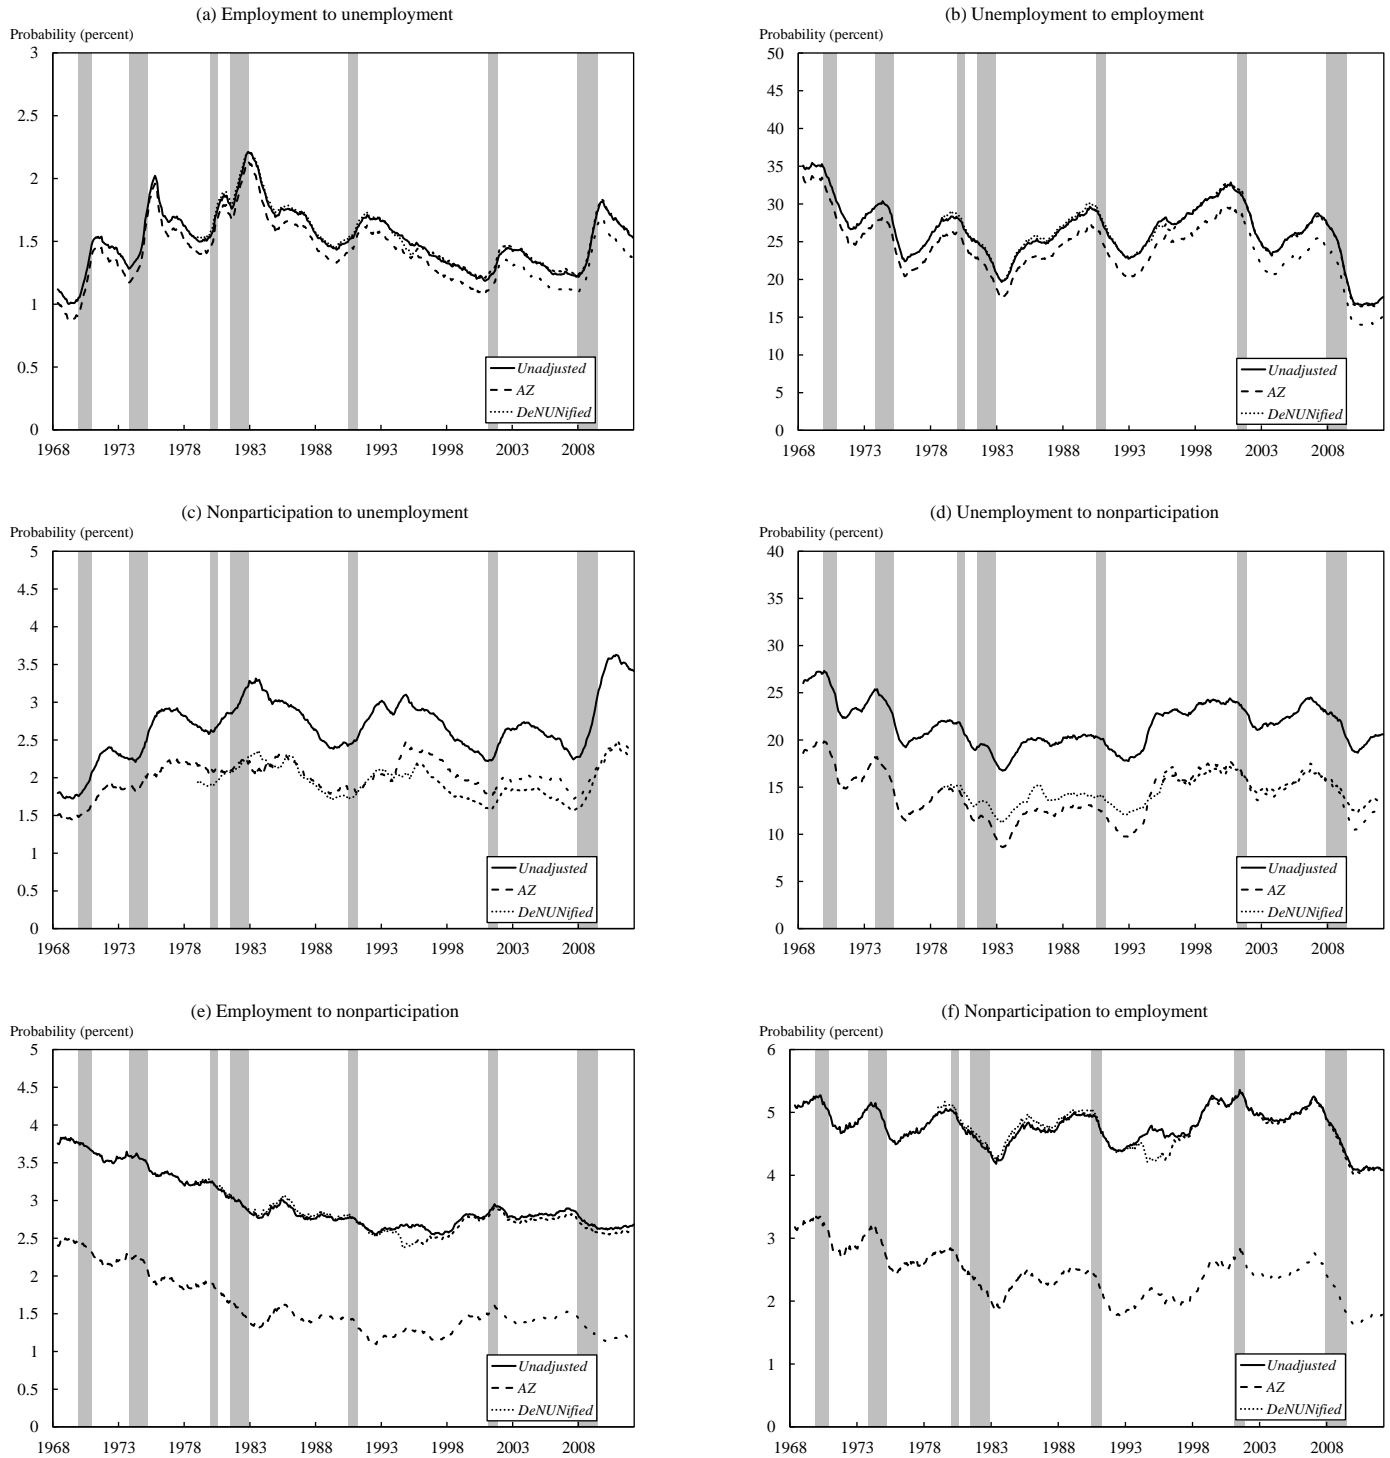 (a) Employment to unemployment
Probability (percent)
3
2.5
2
1.5
1
0.5
0
1968 1973 1978 1983 1988 1993 1998 2003 2008
Unadjusted
AZ
DeNUNified
(b) Unemployment to employment
Probability (percent)
50
45
40
35
30
25
20
15
10
5
0
1968 1973 1978 1983 1988 1993 1998 2003 2008
Unadjusted
AZ
DeNUNified
(c) Nonparticipation to unemployment
Probability (percent)
5
4.5
4
3.5
3
2.5
2
1.5
1
0.5
0
1968 1973 1978 1983 1988 1993 1998 2003 2008
Unadjusted
AZ
DeNUNified
(d) Unemployment to nonparticipation
Probability (percent)
40
35
30
25
20
15
10
5
0
1968 1973 1978 1983 1988 1993 1998 2003 2008
Unadjusted
AZ
DeNUNified
(e) Employment to nonparticipation
Probability (percent)
5
4.5
4
3.5
3
2.5
2
1.5
1
0.5
0
1968 1973 1978 1983 1988 1993 1998 2003 2008
Unadjusted
AZ
DeNUNified
(f) Nonparticipation to employment
Probability (percent)
6
5
4
3
2
1
0
1968 1973 1978 1983 1988 1993 1998 2003 2008
Unadjusted
AZ
DeNUNified